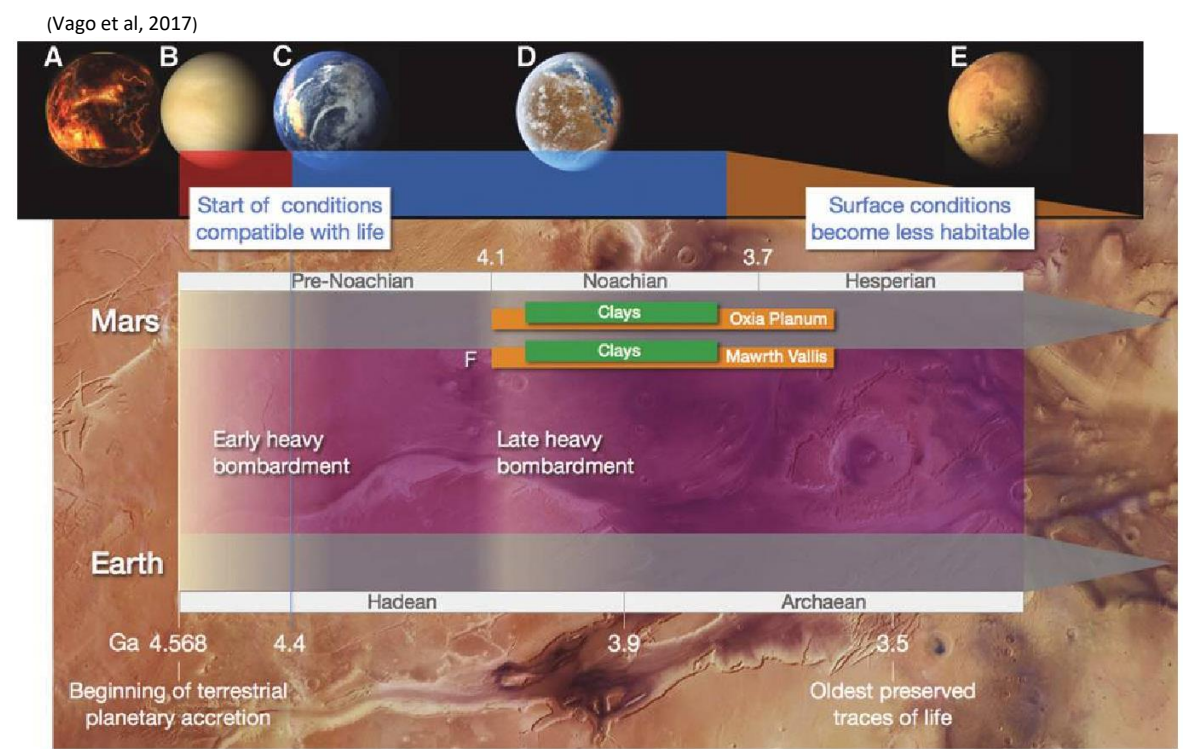 (Vago et al, 2017)
A B C D E
Start of conditions
compatible with life
Surface conditions
become less habitable
4.1 3.7
Pre-Noachian Noachian Hesperian
Mars
Clays
Oxia Planum
F
Clays
Mawrth Vallis
Early heavy
bombardment
Late heavy
bombardment
Earth
Hadean Archaean
Ga 4.568 4.4 3.9 3.5
Beginning of terrestrial
planetary accretion
Oldest preserved
traces of life